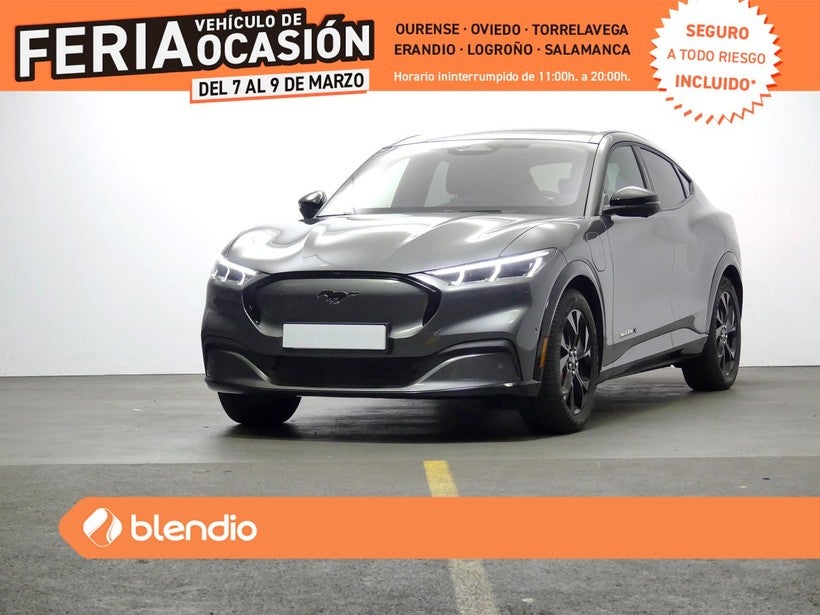 FERIA VEHÍCULO DE OCASIÓN
DEL 7 AL 9 DE MARZO
OURENSE · OVIEDO · TORRELAVEGA
ERANDIO · LOGROÑO · SALAMANCA
Horario ininterrumpido de 11:00h. a 20:00h.
SEGURO
A TODO RIESGO
INCLUIDO*
blendio